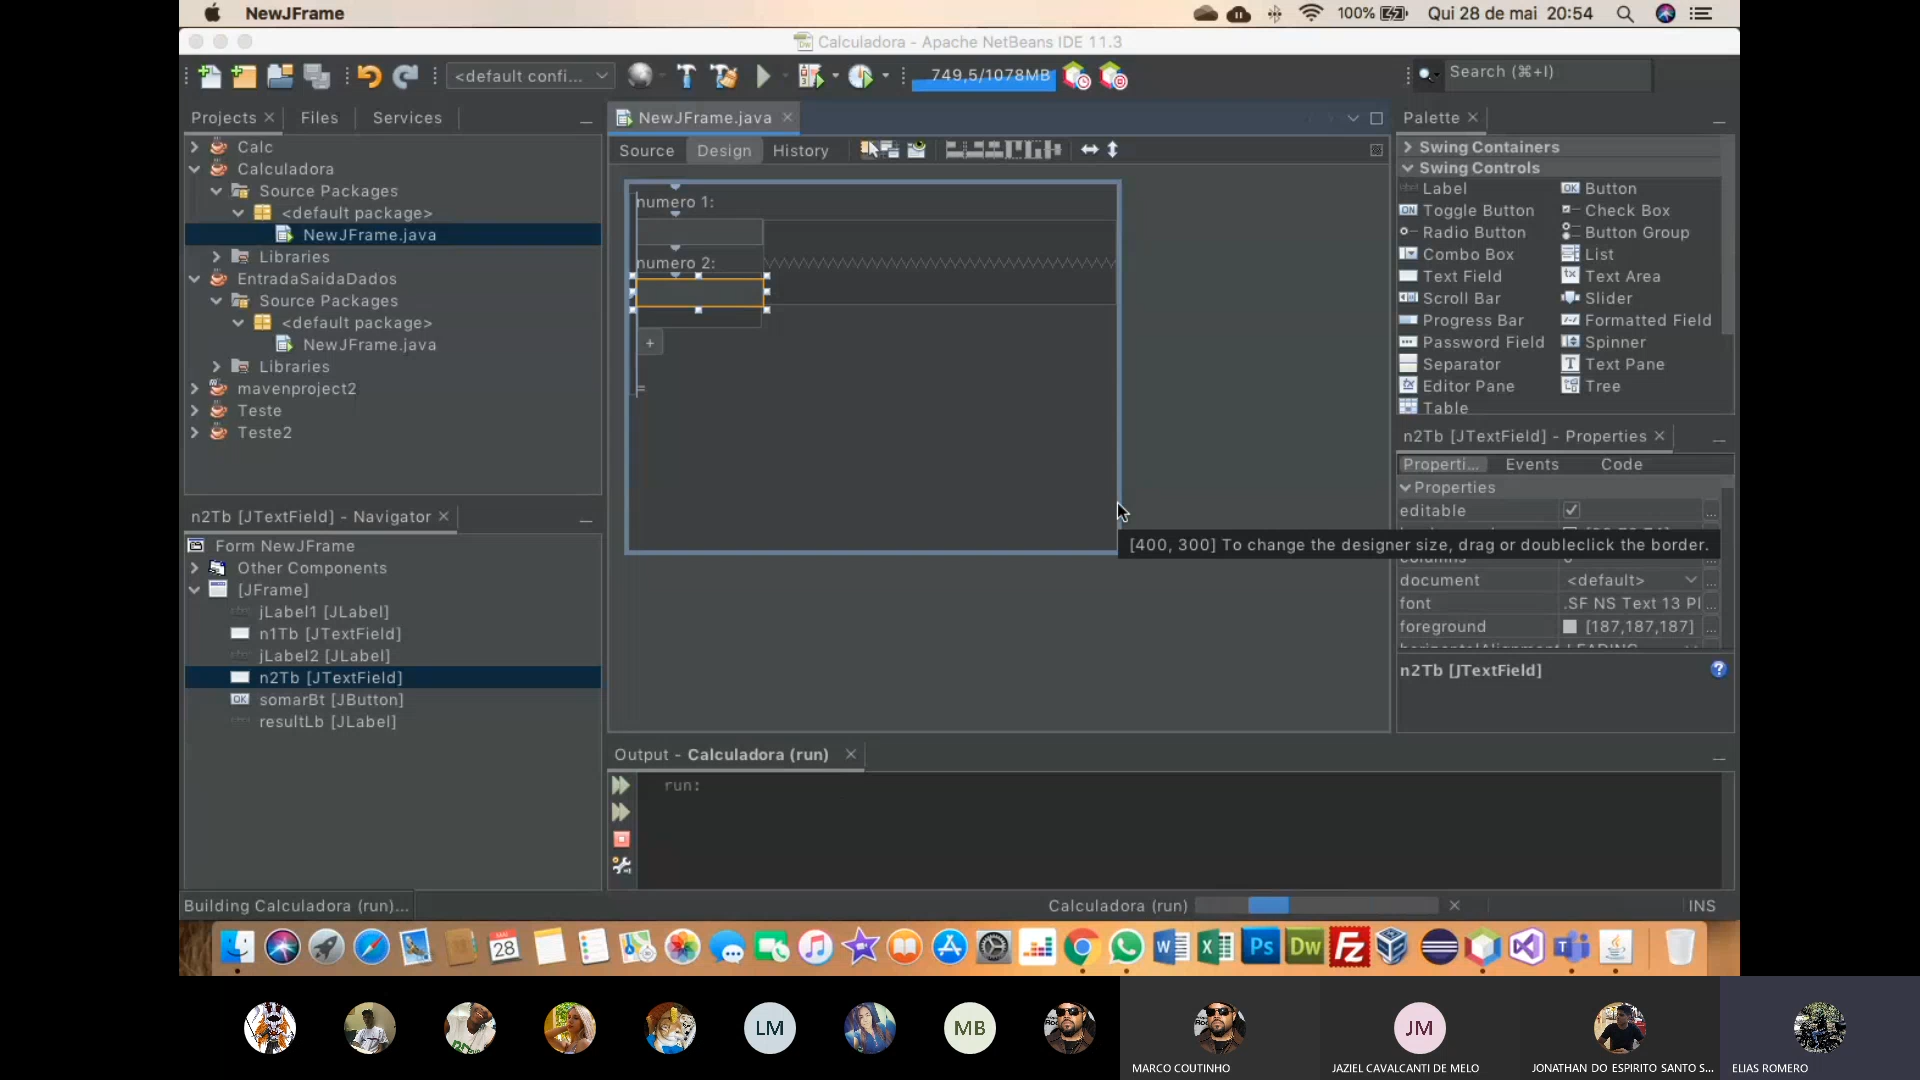 NewJFrame
100%
Qui 28 de mai 20:54
Calculadora - Apache NetBeans IDE 11.3
<default confi...
749,5/1078MB
Search (⌘+I)
Projects
Files
Services
NewJFrame.java
Palette
Source
Design
History
Calc
Calculadora
Source Packages
<default package>
NewJFrame.java
Libraries
EntradaSaidaDados
Source Packages
<default package>
NewJFrame.java
Libraries
mavenproject2
Teste
Teste2
numero 1:
numero 2:
+
=
Swing Containers
Swing Controls
Label
Button
Toggle Button
Check Box
Radio Button
Button Group
Combo Box
List
Text Field
Text Area
Scroll Bar
Slider
Progress Bar
Formatted Field
Password Field
Spinner
Separator
Text Pane
Editor Pane
Tree
Table
n2Tb [JTextField] - Properties
Properti...
Events
Code
Properties
editable
[400, 300] To change the designer size, drag or doubleclick the border.
document
<default>
font
.SF NS Text 13 Pl
foreground
[187,187,187]
n2Tb [JTextField]
n2Tb [JTextField] - Navigator
Form NewJFrame
Other Components
[JFrame]
jLabel1 [JLabel]
n1Tb [JTextField]
jLabel2 [JLabel]
n2Tb [JTextField]
OK
somarBt [JButton]
resultLb [JLabel]
Output - Calculadora (run)
run:
Building Calculadora (run)...
Calculadora (run)
INS
MAR
28
Ps
Dw
Fz
LM
MB
JM
MARCO COUTINHO
JAZIEL CAVALCANTI DE MELO
JONATHAN DO ESPIRITO SANTO S...
ELIAS ROMERO